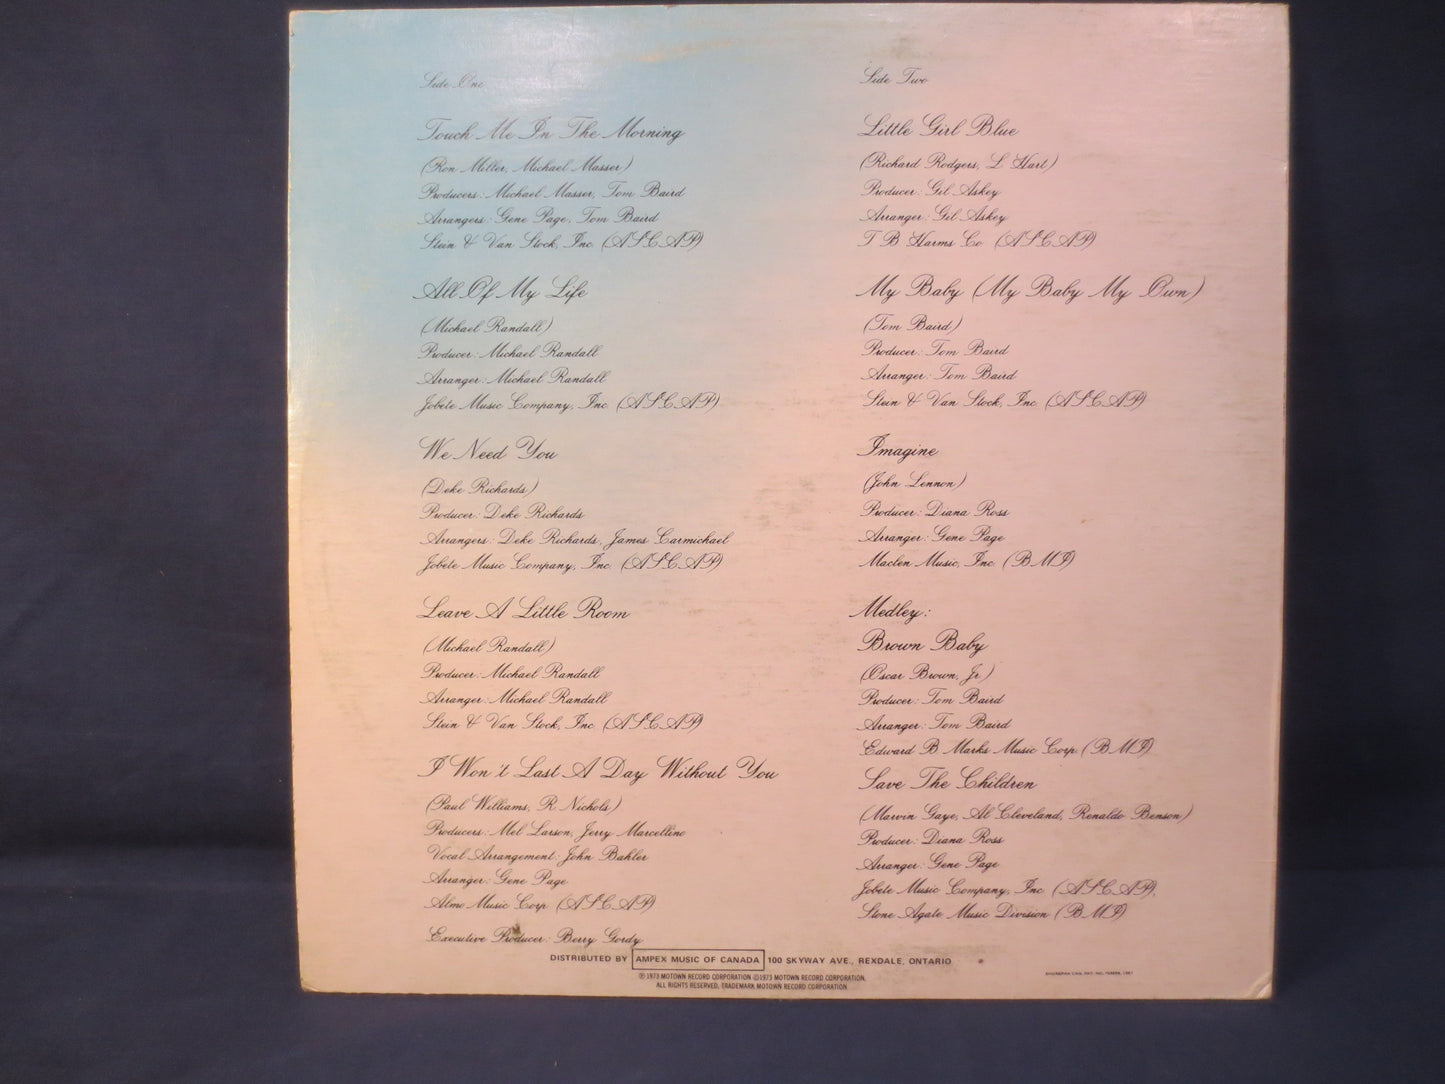 Side One
Touch Me In The Morning
(Ron Miller, Michael Masser)
Producers: Michael Masser, Tom Baird
Arrangers: Gene Page, Tom Baird
Stein & Van Stock, Inc. (ASCAP)
All Of My Life
(Michael Randall)
Producer: Michael Randall
Arranger: Michael Randall
Jobete Music Company, Inc. (ASCAP)
We Need You
(Deke Richards)
Producer: Deke Richards
Arrangers: Deke Richards, James Carmichael
Jobete Music Company, Inc. (ASCAP)
Leave A Little Room
(Michael Randall)
Producer: Michael Randall
Arranger: Michael Randall
Stein & Van Stock, Inc. (ASCAP)
I Won't Last A Day Without You
(Paul Williams, R. Nichols)
Producers: Mel Larson, Jerry Marcellino
Vocal Arrangement: John Bahler
Arranger: Gene Page
Almo Music Corp. (ASCAP)
Executive Producer: Berry Gordy
Side Two
Little Girl Blue
(Richard Rodgers, L. Hart)
Producer: Gil Askey
Arranger: Gil Askey
T. B. Harms Co. (ASCAP)
My Baby (My Baby My Own)
(Tom Baird)
Producer: Tom Baird
Arranger: Tom Baird
Stein & Van Stock, Inc. (ASCAP)
Imagine
(John Lennon)
Producer: Diana Ross
Arranger: Gene Page
Maclen Music, Inc. (BMI)
Medley:
Brown Baby
(Oscar Brown, Jr.)
Producer: Tom Baird
Arranger: Tom Baird
Edward B. Marks Music Corp. (BMI)
Save The Children
(Marvin Gaye, Al Cleveland, Renaldo Benson)
Producer: Diana Ross
Arranger: Gene Page
Jobete Music Company, Inc. (ASCAP),
Stone Agate Music Division (BMI)
DISTRIBUTED BY AMPEX MUSIC OF CANADA 100 SKYWAY AVE., REXDALE, ONTARIO
℗ 1973 MOTOWN RECORD CORPORATION ©1973 MOTOWN RECORD CORPORATION.
ALL RIGHTS RESERVED, TRADEMARK MOTOWN RECORD CORPORATION